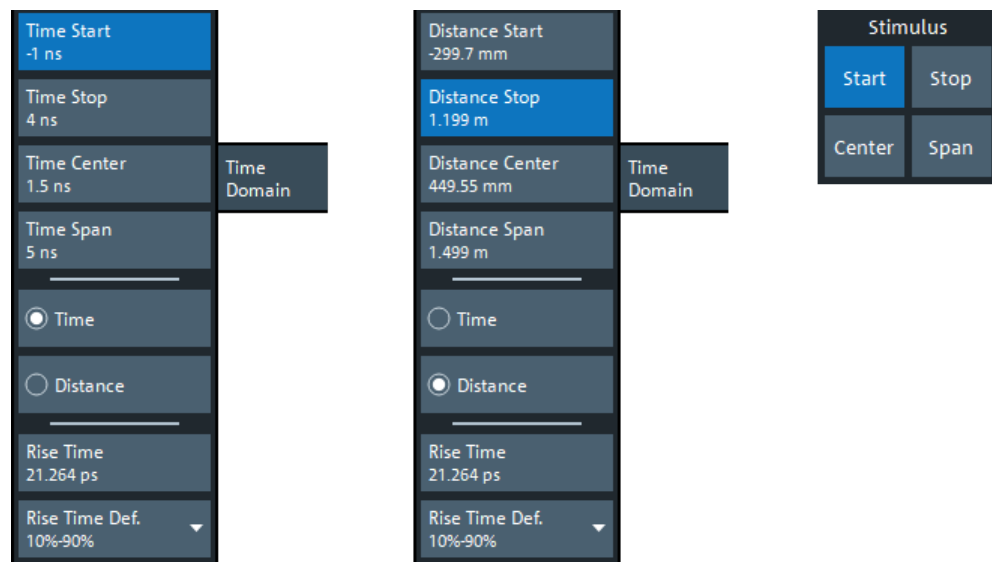 Time Start
-1 ns
Time Stop
4 ns
Time Center
1.5 ns
Time Span
5 ns
Time
Distance
Rise Time
21.264 ps
Rise Time Def.
10%-90%
Time
Domain
Distance Start
-299.7 mm
Distance Stop
1.199 m
Distance Center
449.55 mm
Distance Span
1.499 m
Time
Distance
Rise Time
21.264 ps
Rise Time Def.
10%-90%
Time
Domain
Stimulus
Start
Stop
Center
Span